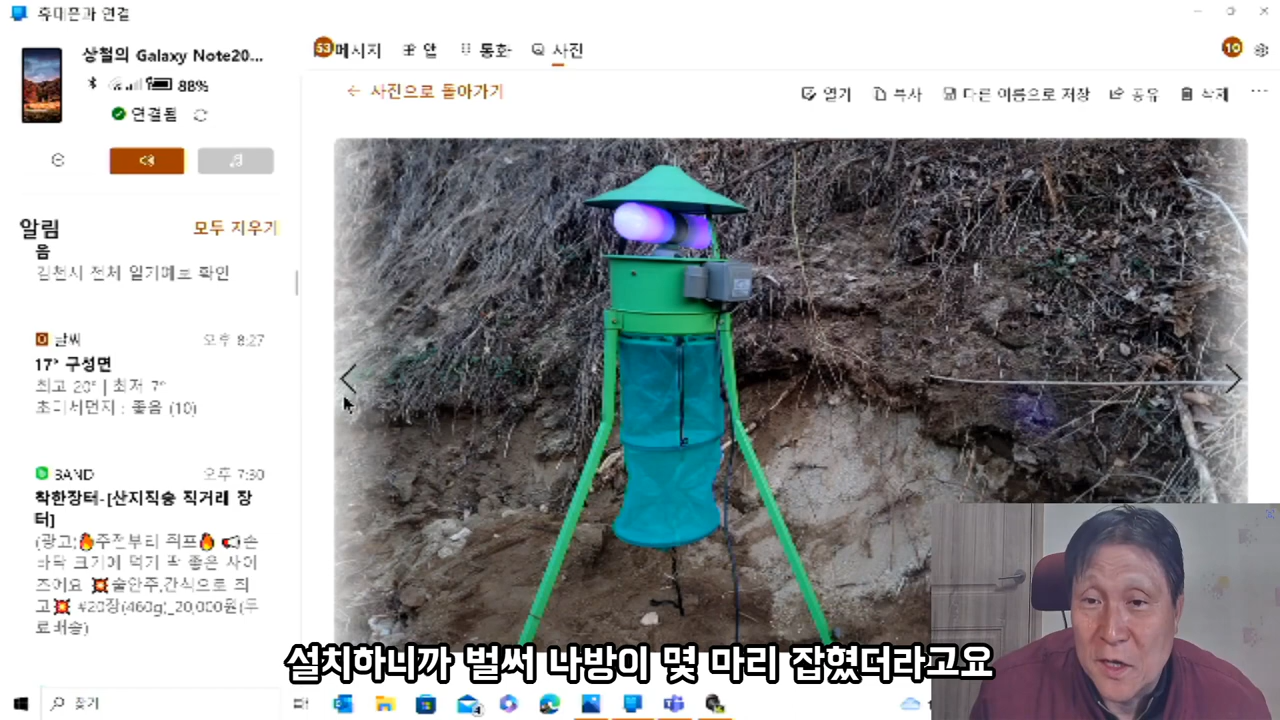 휴대폰과 연결
상철의 Galaxy Note20...
88%
연결됨
알림
모두 지우기
음
김천시 전체 일기예보 확인
날씨
오후 8:27
17° 구성면
최고 20° | 최저 7°
초미세먼지 : 좋음 (10)
BAND
오후 7:30
착한장터-[산지직송 직거래 장
터]
(광고)🔥주전부리 쥐포🔥 📢손
바닥 크기에 먹기 딱 좋은 사이
즈에요 💥술안주,간식으로 최
고💥 #20장(460g)_20,000원(무
료배송)
53
메시지
앱
통화
사진
10
← 사진으로 돌아가기
열기
복사
다른 이름으로 저장
공유
삭제
...
설치하니까 벌써 나방이 몇 마리 잡혔더라고요
찾기
4